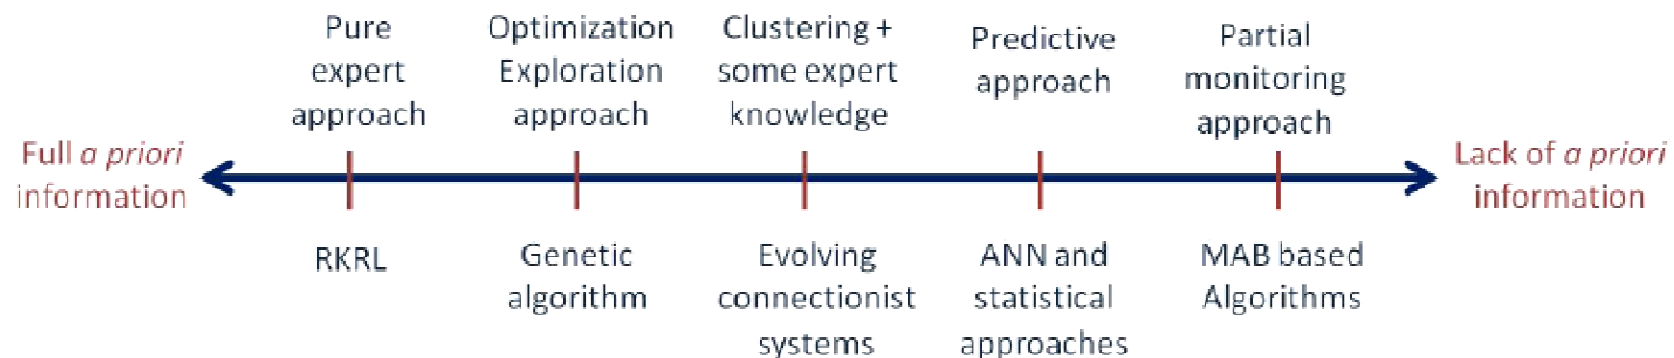 Pure
expert
approach
Optimization
Exploration
approach
Clustering +
some expert
knowledge
Predictive
approach
Partial
monitoring
approach
Full a priori
information
Lack of a priori
information
RKRL
Genetic
algorithm
Evolving
connectionist
systems
ANN and
statistical
approaches
MAB based
Algorithms